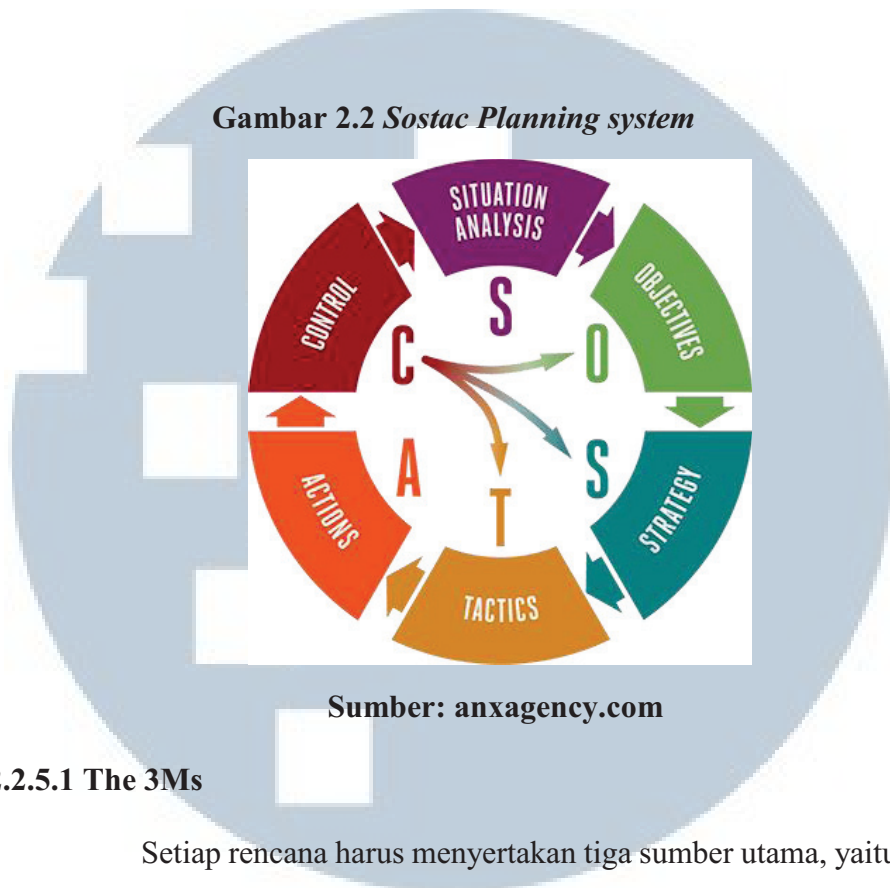 Gambar 2.2 Sostac Planning system
SITUATION
ANALYSIS
OBJECTIVES
STRATEGY
TACTICS
ACTIONS
CONTROL
S
O
S
T
A
C
Sumber: anxagency.com
.2.5.1 The 3Ms
Setiap rencana harus menyertakan tiga sumber utama, yaitu